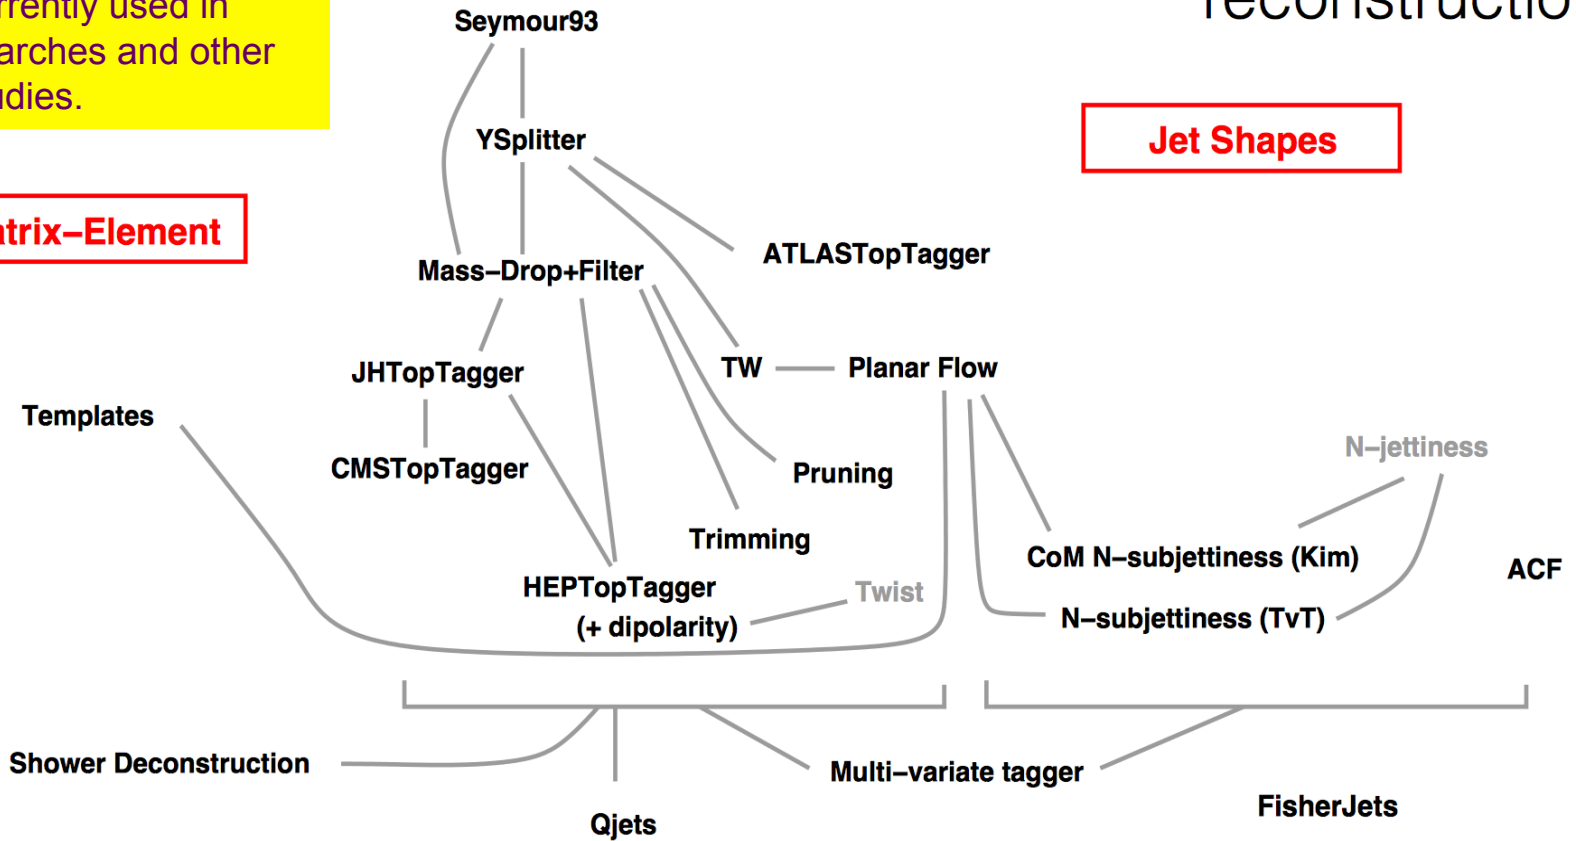 Seymour93
reconstructio
currently used in
arches and other
udies.
YSplitter
Jet Shapes
atrix–Element
ATLASTopTagger
Mass–Drop+Filter
JHTopTagger
TW
Planar Flow
Templates
N–jettiness
CMSTopTagger
Pruning
Trimming
CoM N–subjettiness (Kim)
ACF
HEPTopTagger
(+ dipolarity)
Twist
N–subjettiness (TvT)
Shower Deconstruction
Multi–variate tagger
FisherJets
Qjets